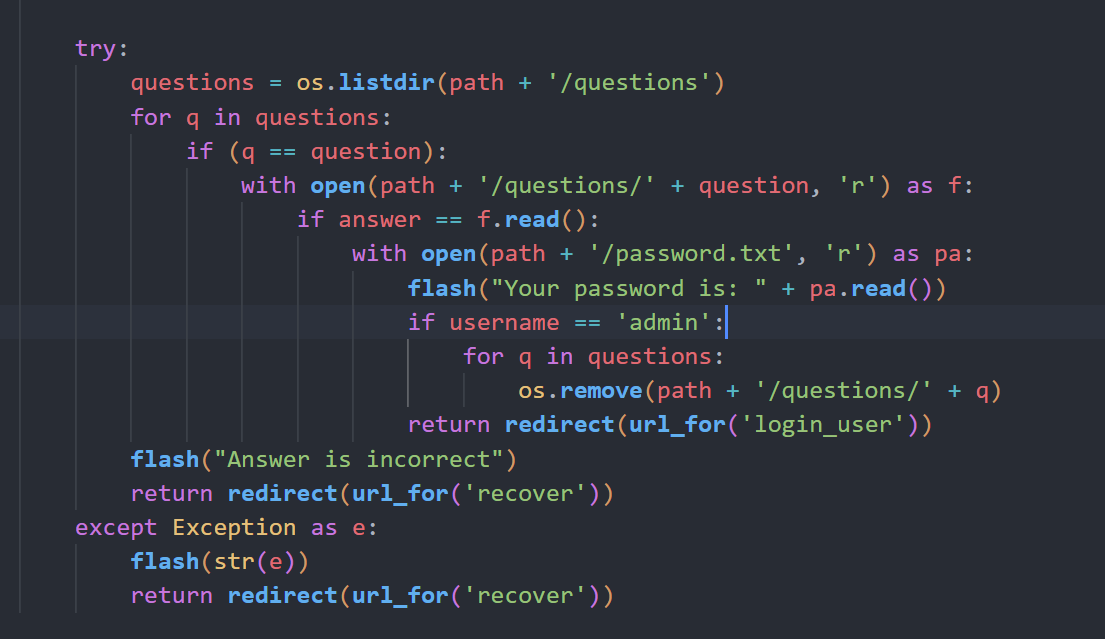 try:
    questions = os.listdir(path + '/questions')
    for q in questions:
        if (q == question):
            with open(path + '/questions/' + question, 'r') as f:
                if answer == f.read():
                    with open(path + '/password.txt', 'r') as pa:
                        flash("Your password is: " + pa.read())
                        if username == 'admin':
                            for q in questions:
                                os.remove(path + '/questions/' + q)
                        return redirect(url_for('login_user'))
    flash("Answer is incorrect")
    return redirect(url_for('recover'))
except Exception as e:
    flash(str(e))
    return redirect(url_for('recover'))